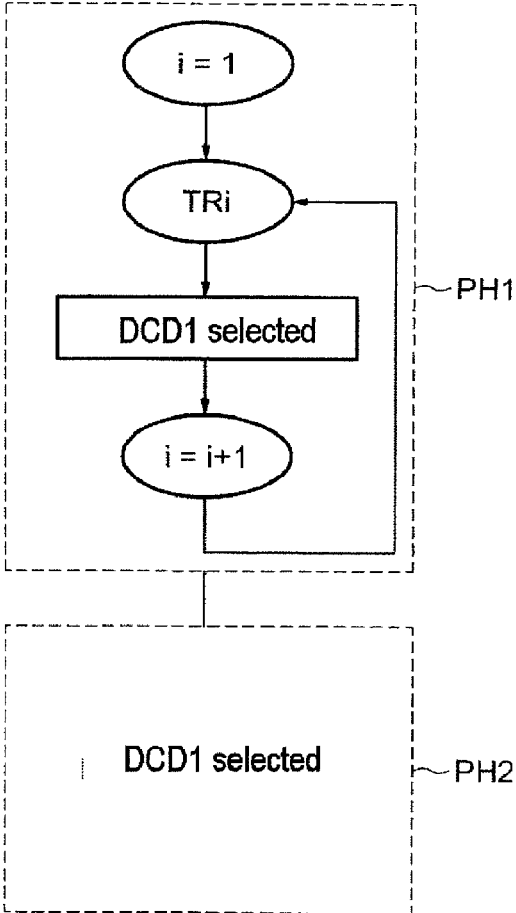 i = 1
TRi
DCD1 selected
PH1
i = i+1
DCD1 selected
PH2